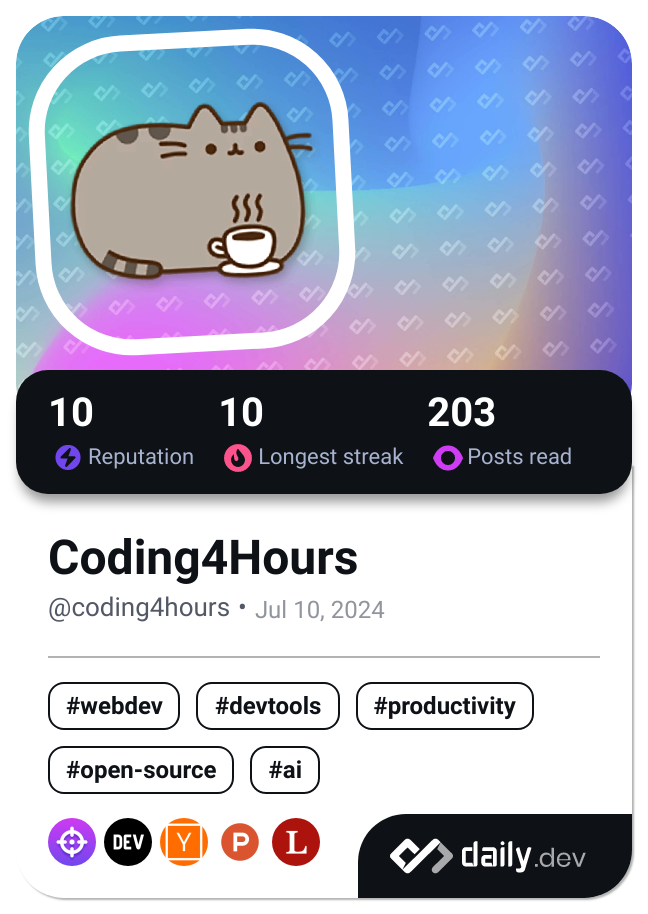 10 10 203
Reputation Longest streak Posts read
Coding4Hours
@coding4hours • Jul 10, 2024
#webdev #devtools #productivity
#open-source #ai
DEV Y P L
daily.dev